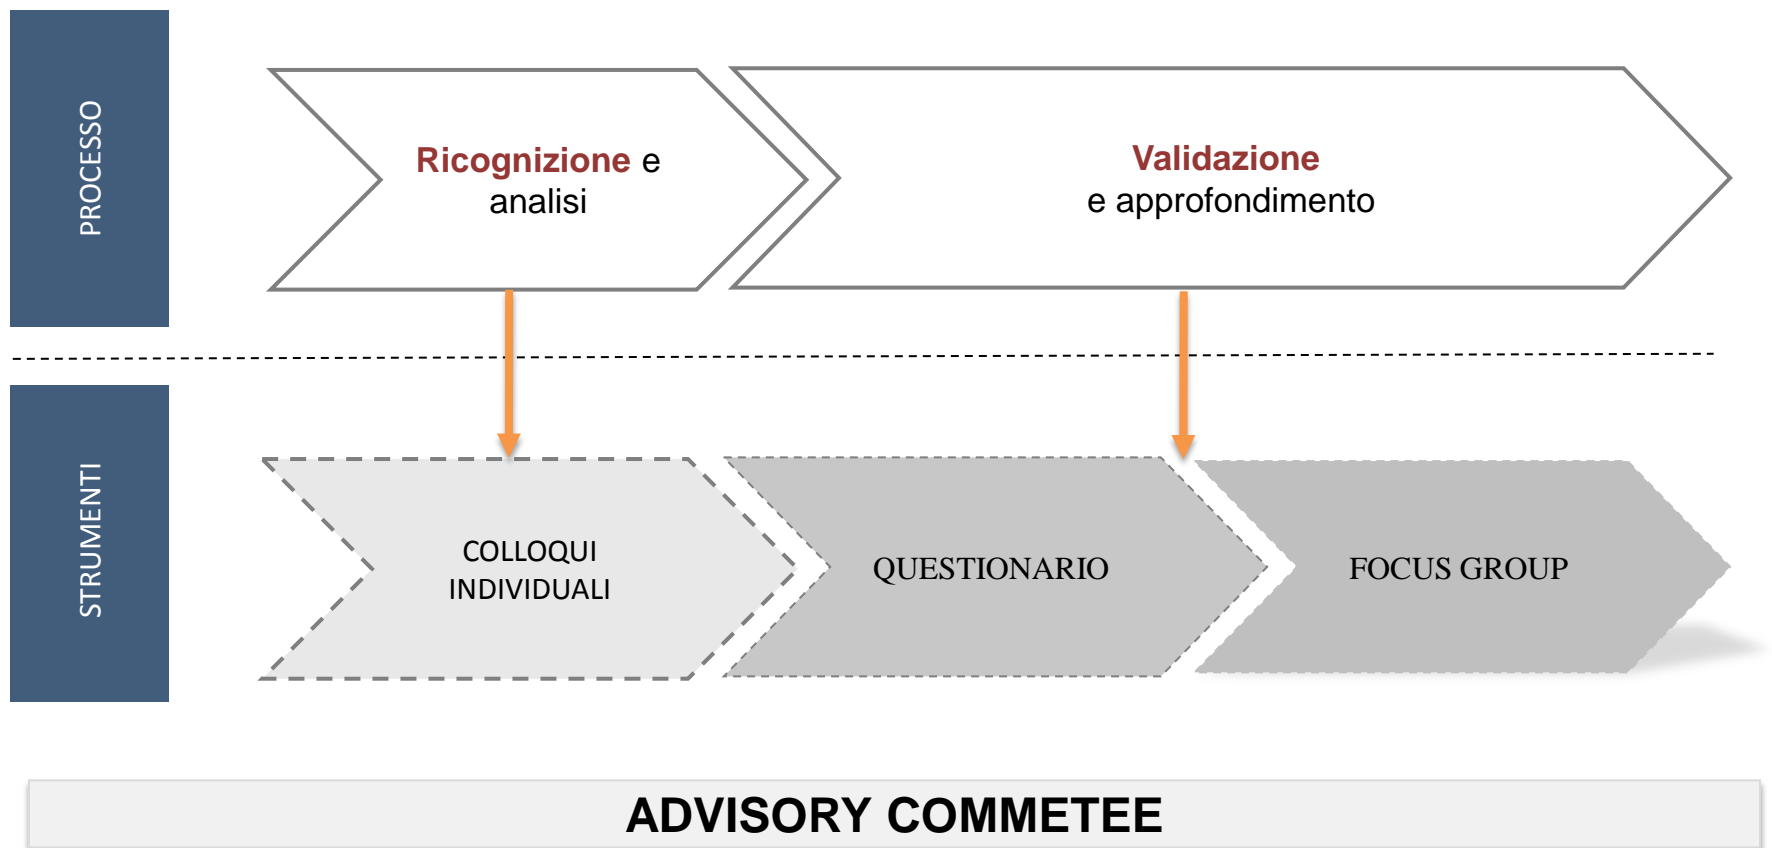 PROCESSO
Ricognizione e
analisi
Validazione
e approfondimento
STRUMENTI
COLLOQUI
INDIVIDUALI
QUESTIONARIO
FOCUS GROUP
ADVISORY COMMETEE